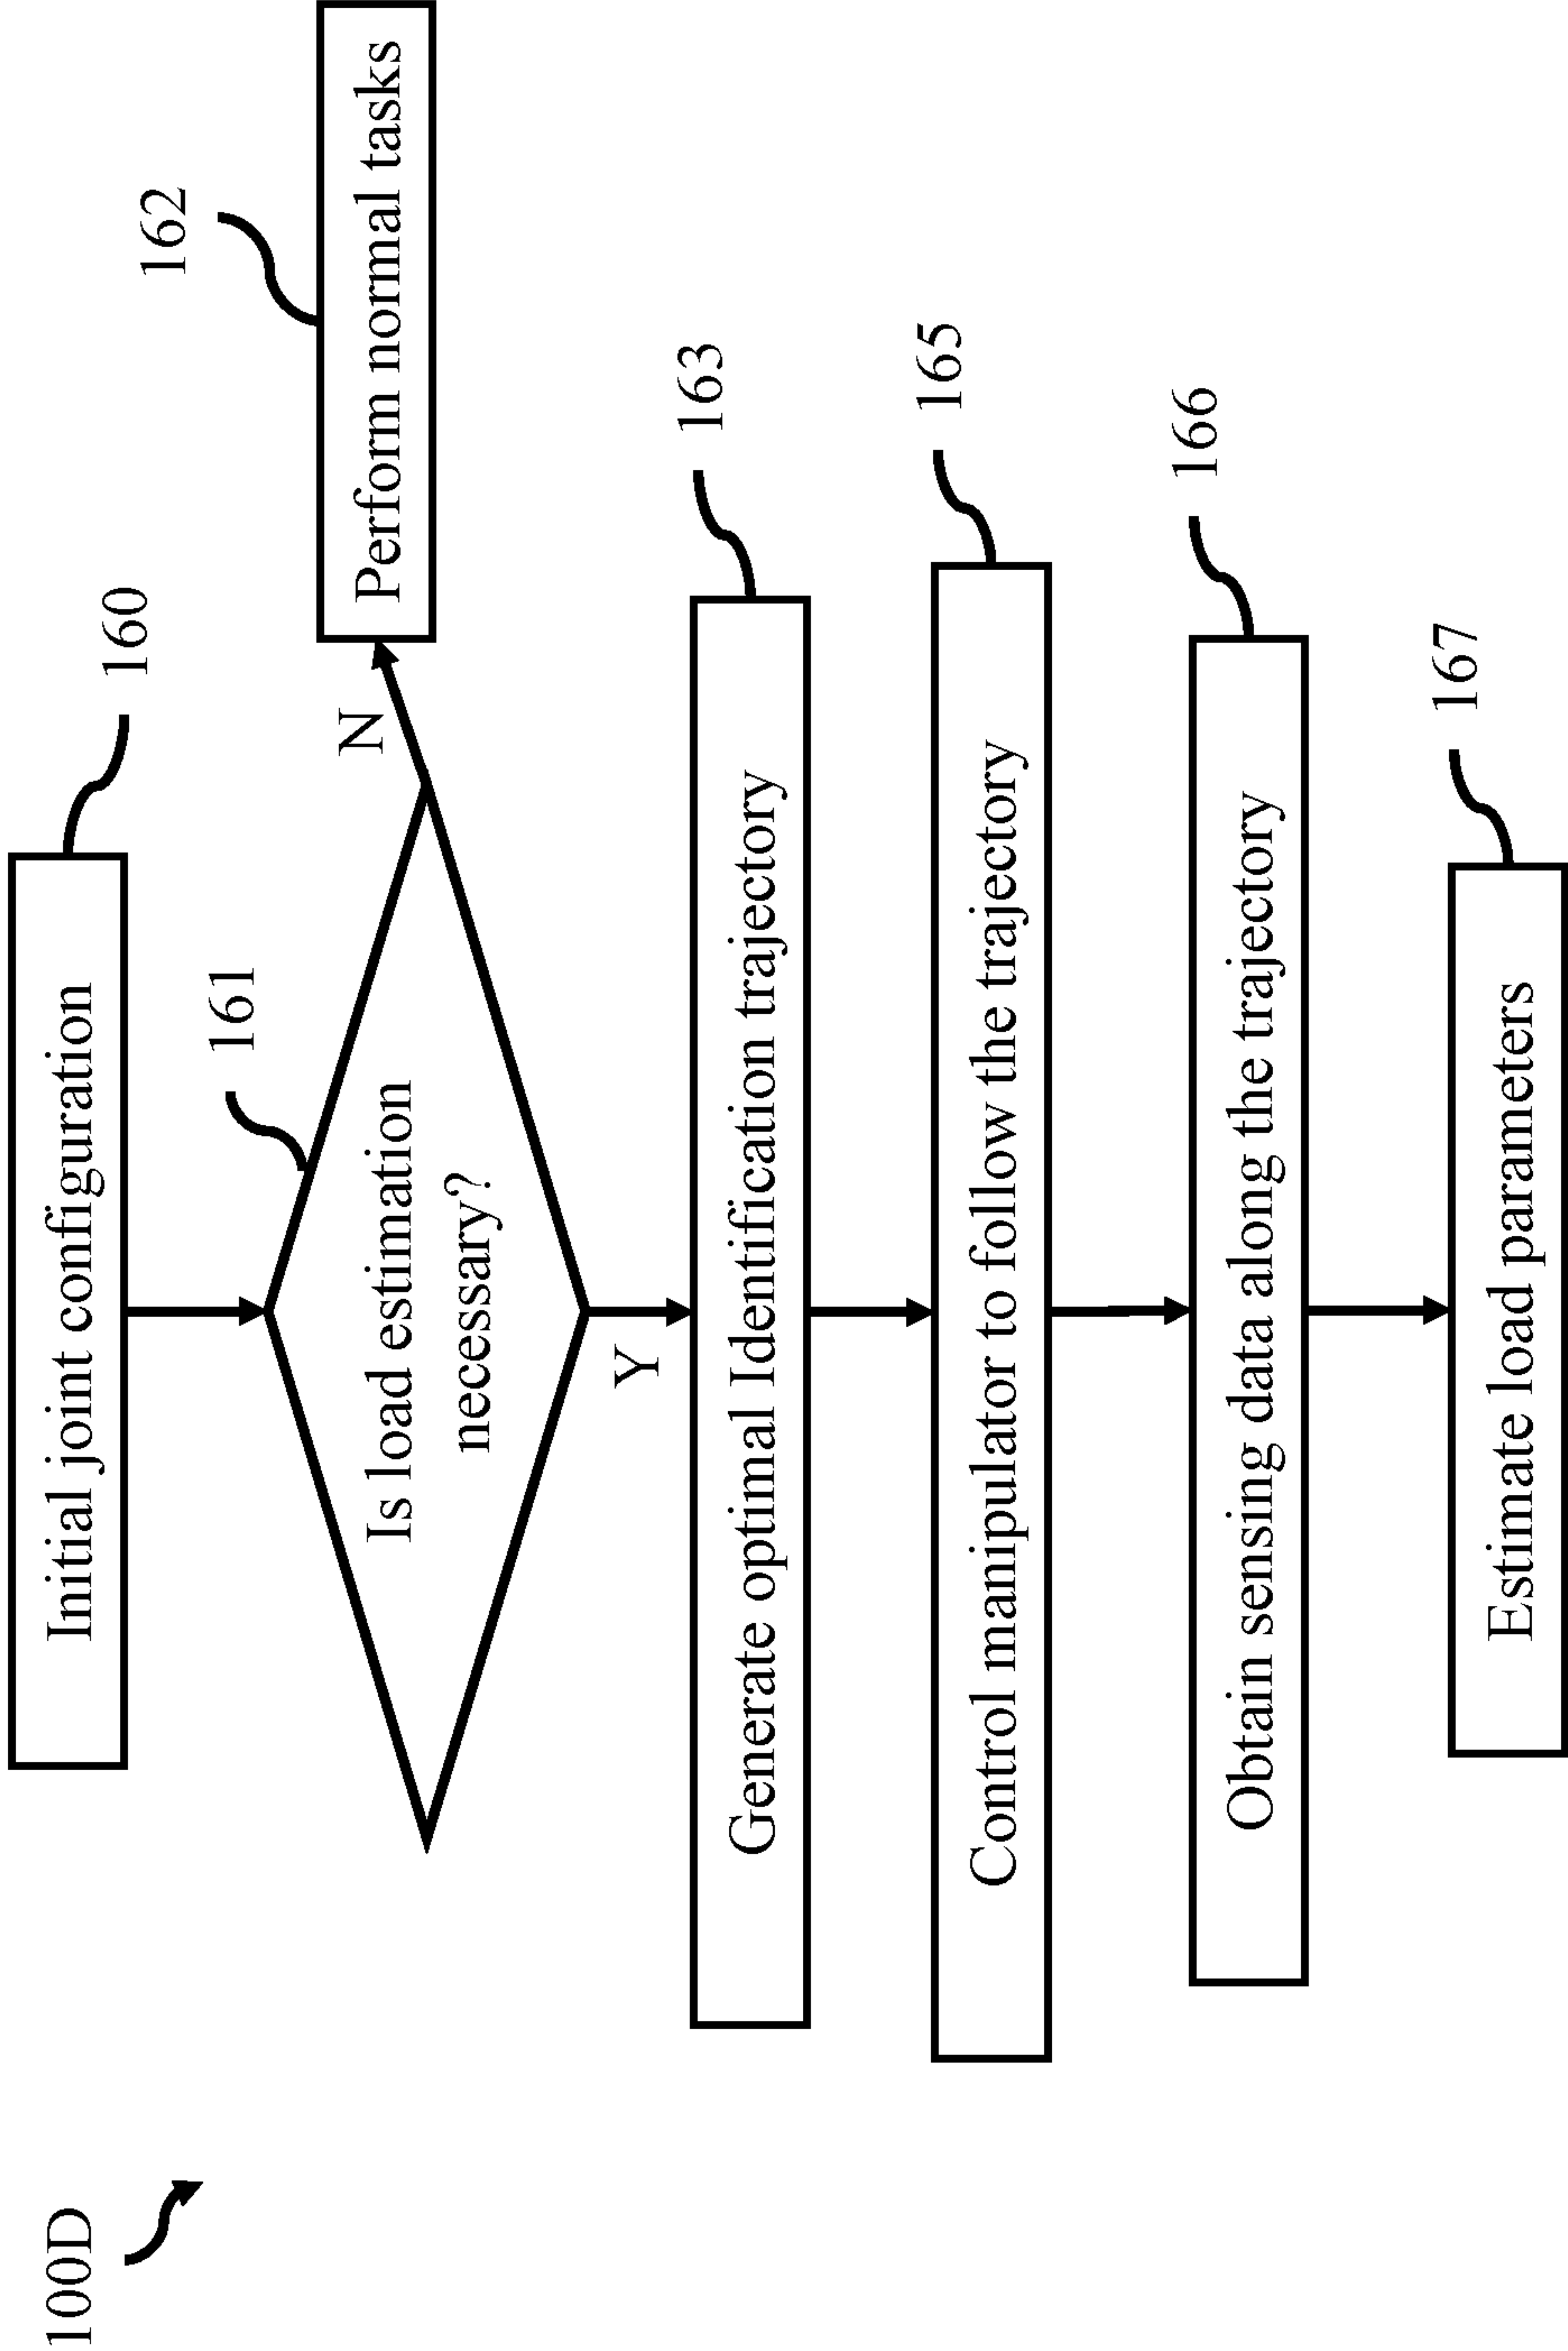 100D
Initial joint configuration
160
161
Is load estimation
necessary?
N
162
Perform normal tasks
Y
163
Generate optimal Identification trajectory
165
Control manipulator to follow the trajectory
166
Obtain sensing data along the trajectory
167
Estimate load parameters